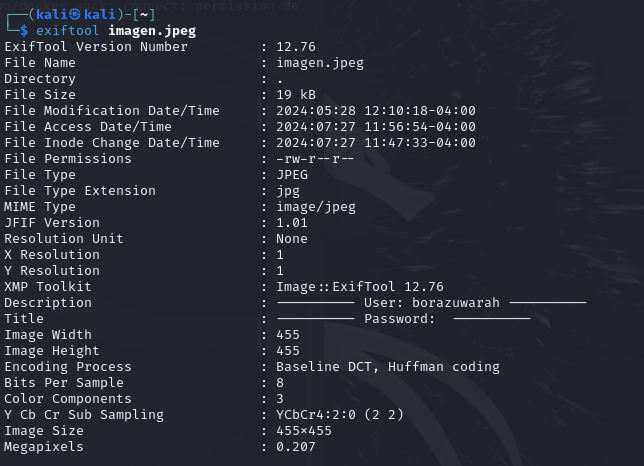 ┌──(kali㉿kali)-[~]
└─$ exiftool imagen.jpeg
ExifTool Version Number : 12.76
File Name : imagen.jpeg
Directory : .
File Size : 19 kB
File Modification Date/Time : 2024:05:28 12:10:18-04:00
File Access Date/Time : 2024:07:27 11:56:54-04:00
File Inode Change Date/Time : 2024:07:27 11:47:33-04:00
File Permissions : -rw-r--r--
File Type : JPEG
File Type Extension : jpg
MIME Type : image/jpeg
JFIF Version : 1.01
Resolution Unit : None
X Resolution : 1
Y Resolution : 1
XMP Toolkit : Image::ExifTool 12.76
Description : ---------- User: borazuwarah ----------
Title : ---------- Password: ----------
Image Width : 455
Image Height : 455
Encoding Process : Baseline DCT, Huffman coding
Bits Per Sample : 8
Color Components : 3
Y Cb Cr Sub Sampling : YCbCr4:2:0 (2 2)
Image Size : 455x455
Megapixels : 0.207